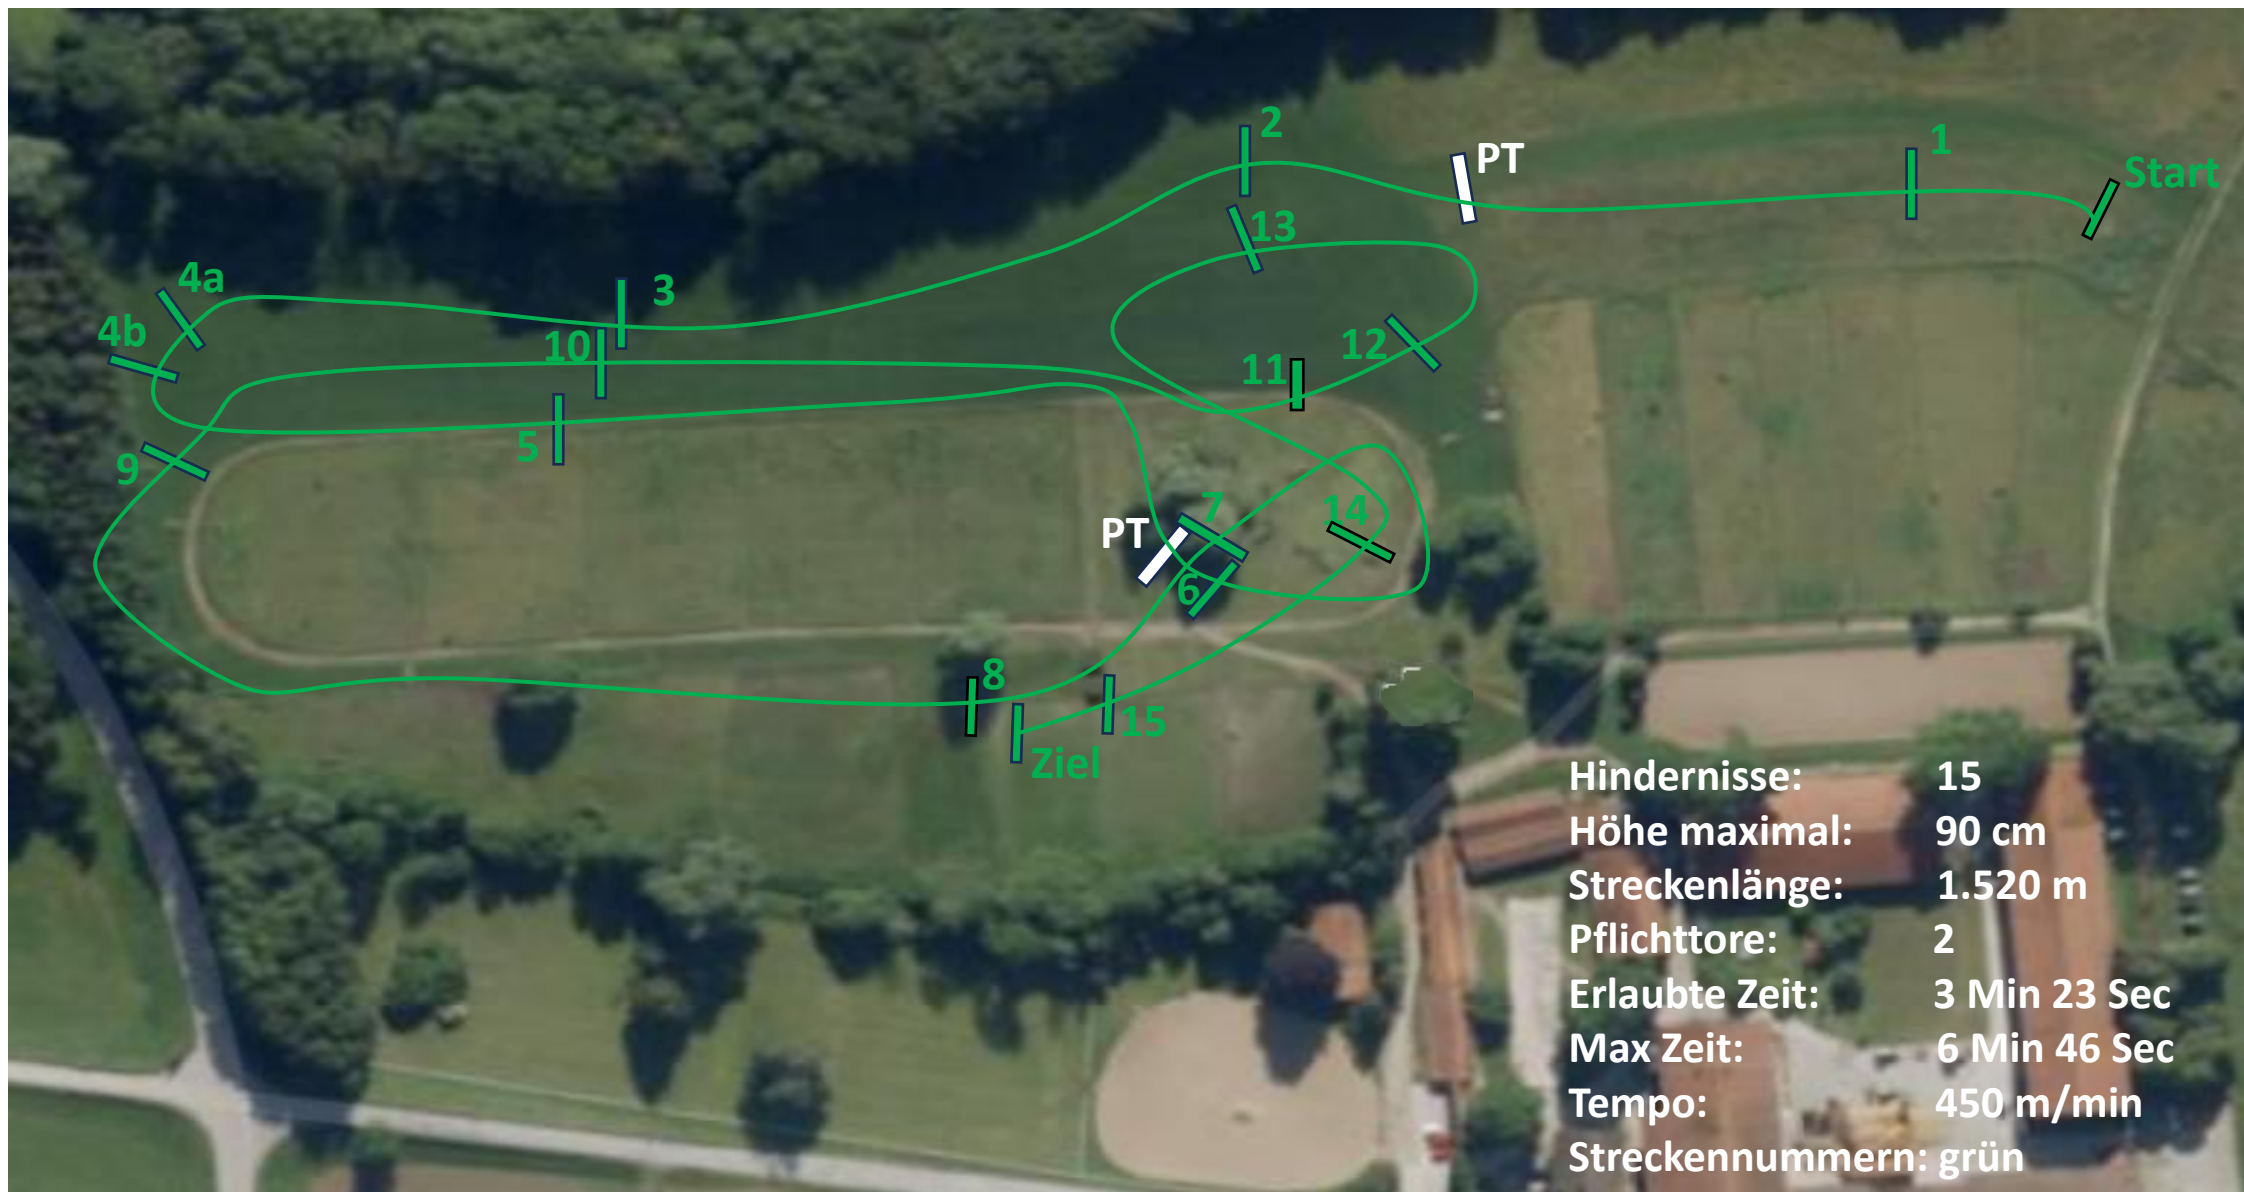 2
PT
1
Start
13
4a
3
4b
10
12
11
5
9
7
14
PT
6
8
15
Ziel
Hindernisse: 15
Höhe maximal: 90 cm
Streckenlänge: 1.520 m
Pflichttore: 2
Erlaubte Zeit: 3 Min 23 Sec
Max Zeit: 6 Min 46 Sec
Tempo: 450 m/min
Streckennummern: grün